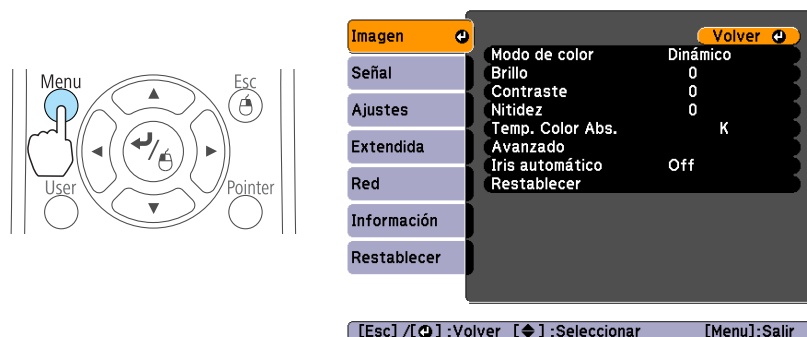 Menu
Esc
User
Pointer
Imagen
Señal
Ajustes
Extendida
Red
Información
Restablecer
Volver
Modo de color Dinámico
Brillo 0
Contraste 0
Nitidez 0
Temp. Color Abs. K
Avanzado
Iris automático Off
Restablecer
[Esc] /[ ] :Volver [ ] :Seleccionar [Menu]:Salir